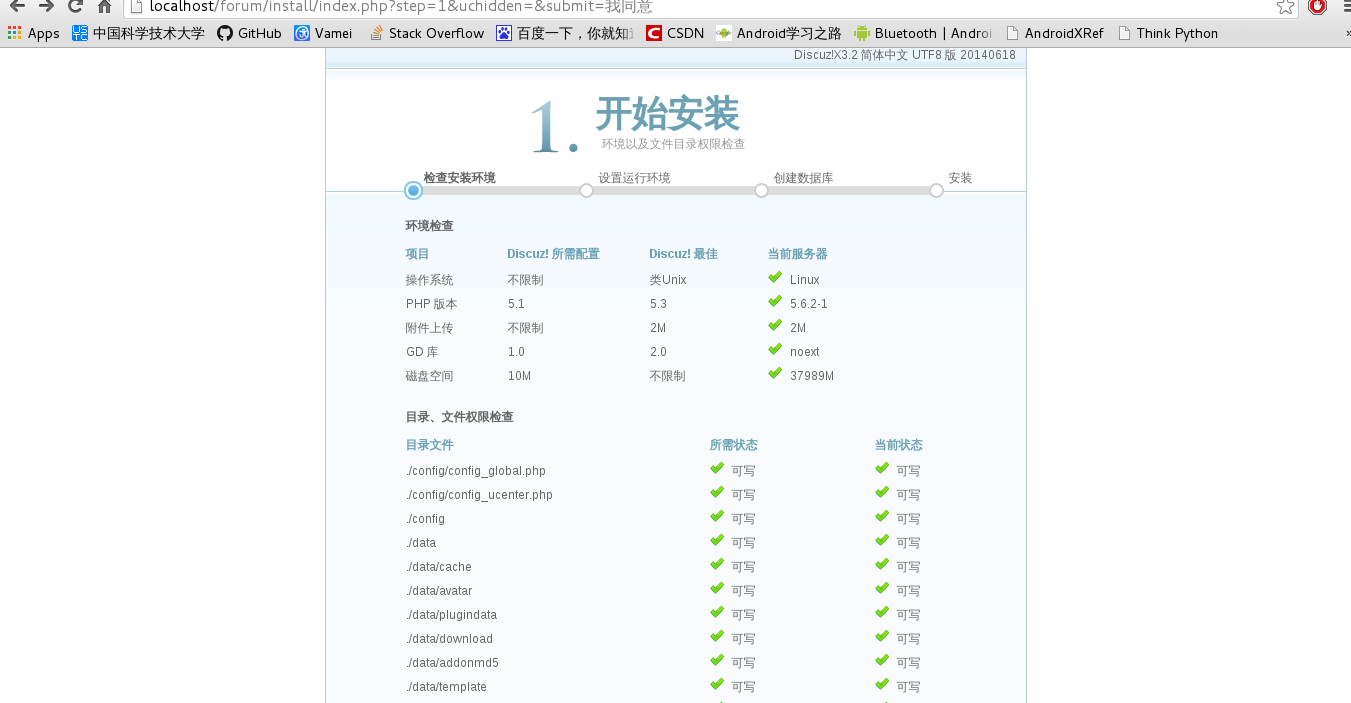 localhost/forum/install/index.php?step=1&uchidden=&submit=我同意
Apps 中国科学技术大学 GitHub Vamei Stack Overflow 百度一下，你就知道 CSDN Android学习之路 Bluetooth | Androi AndroidXRef Think Python »
Discuz!X3.2 简体中文 UTF8 版 20140618
1. 开始安装
环境以及文件目录权限检查
检查安装环境 设置运行环境 创建数据库 安装
环境检查
项目 Discuz! 所需配置 Discuz! 最佳 当前服务器
操作系统 不限制 类Unix Linux
PHP 版本 5.1 5.3 5.6.2-1
附件上传 不限制 2M 2M
GD 库 1.0 2.0 noext
磁盘空间 10M 不限制 37989M
目录、文件权限检查
目录文件 所需状态 当前状态
./config/config_global.php 可写 可写
./config/config_ucenter.php 可写 可写
./config 可写 可写
./data 可写 可写
./data/cache 可写 可写
./data/avatar 可写 可写
./data/plugindata 可写 可写
./data/download 可写 可写
./data/addonmd5 可写 可写
./data/template 可写 可写